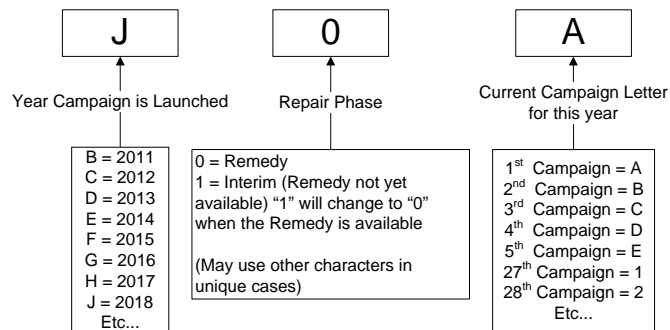 J 0 A
Year Campaign is Launched
Repair Phase
Current Campaign Letter
for this year
B = 2011
C = 2012
D = 2013
E = 2014
F = 2015
G = 2016
H = 2017
J = 2018
Etc...
0 = Remedy
1 = Interim (Remedy not yet
available) “1” will change to “0”
when the Remedy is available
(May use other characters in
unique cases)
1st Campaign = A
2nd Campaign = B
3rd Campaign = C
4th Campaign = D
5th Campaign = E
27th Campaign = 1
28th Campaign = 2
Etc...